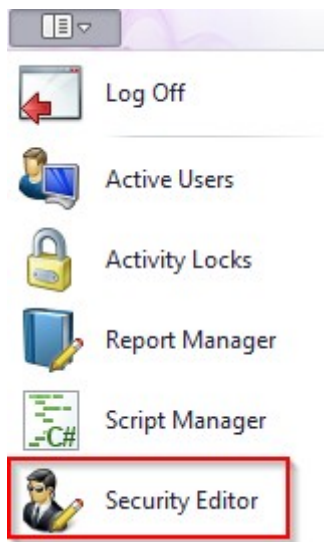 Log Off
Active Users
Activity Locks
Report Manager
C#
Script Manager
Security Editor